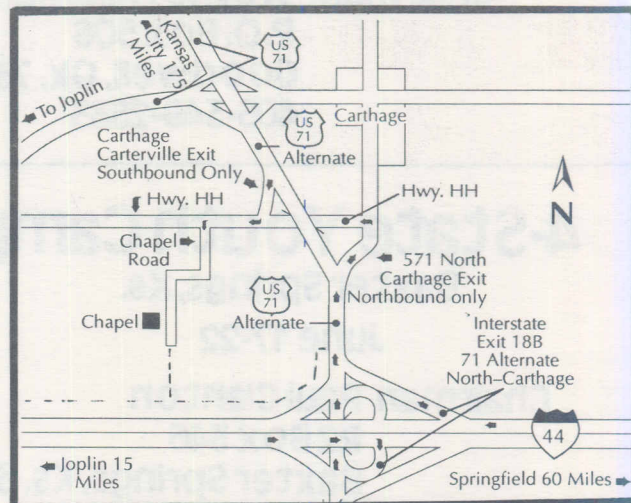 Kansas
City 175
Miles
US
71
To Joplin
US
71
Carthage
Carthage
Carterville Exit
Southbound Only
Alternate
Hwy. HH
Hwy. HH
N
Chapel
Road
571 North
Carthage Exit
Northbound only
US
71
Chapel
Alternate
Interstate
Exit 18B
71 Alternate
North-Carthage
44
Joplin 15
Miles
Springfield 60 Miles